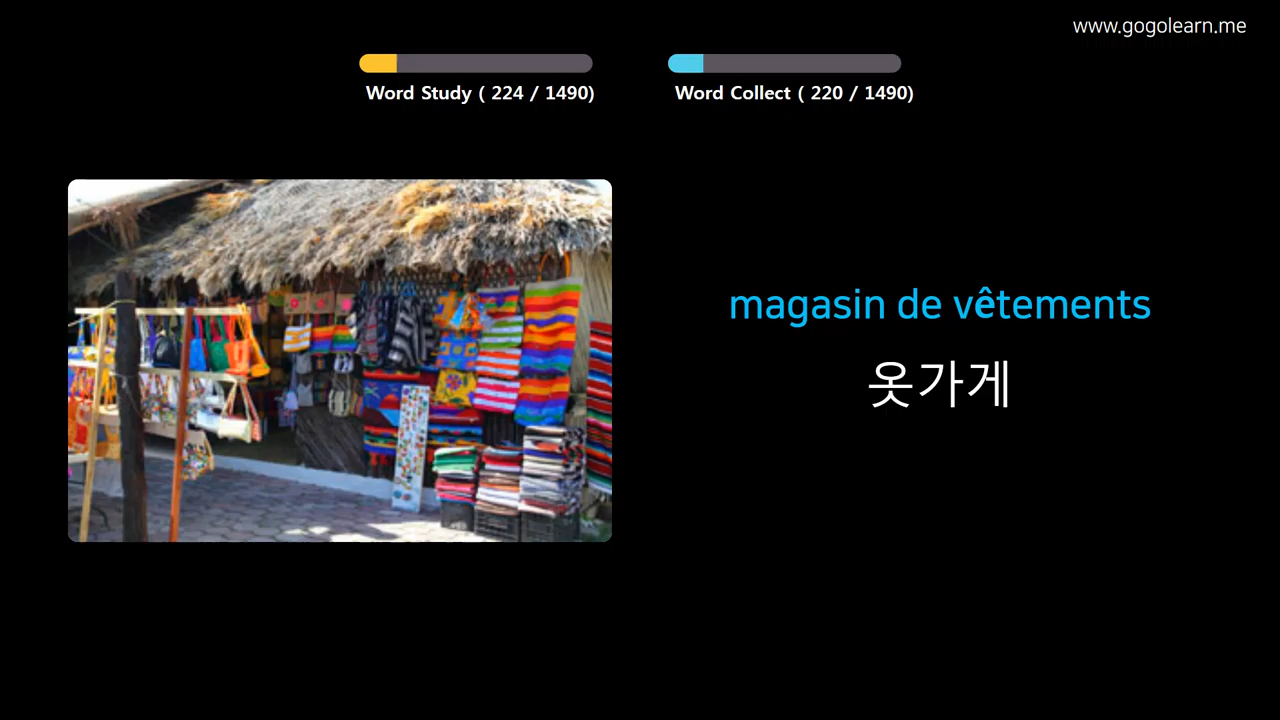 www.gogolearn.me
Word Study ( 224 / 1490)
Word Collect ( 220 / 1490)
magasin de vêtements
옷가게